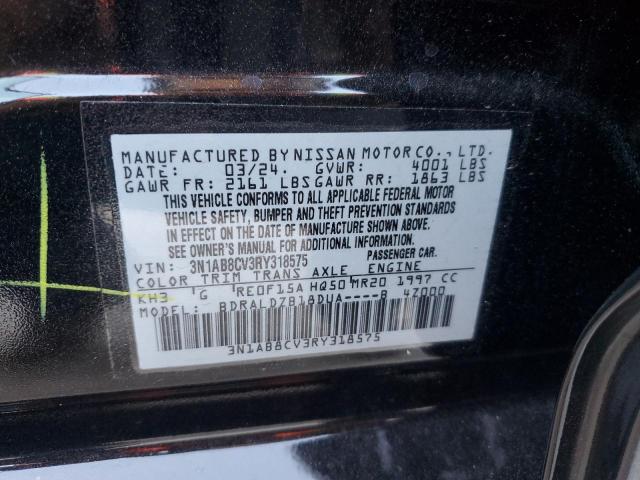 MANUFACTURED BY NISSAN MOTOR CO., LTD.
DATE: 03/24. GVWR: 4001 LBS
GAWR FR: 2161 LBS GAWR RR: 1863 LBS
THIS VEHICLE CONFORMS TO ALL APPLICABLE FEDERAL MOTOR
VEHICLE SAFETY, BUMPER AND THEFT PREVENTION STANDARDS
IN EFFECT ON THE DATE OF MANUFACTURE SHOWN ABOVE.
SEE OWNER'S MANUAL FOR ADDITIONAL INFORMATION.
VIN: 3N1AB8CV3RY318575 PASSENGER CAR.
COLOR TRIM TRANS AXLE ENGINE
KH3 G RE0F15A HQ50 MR20 1997 CC
MODEL: BDRALDZB18DUA----B 4Z000
3N1AB8CV3RY318575